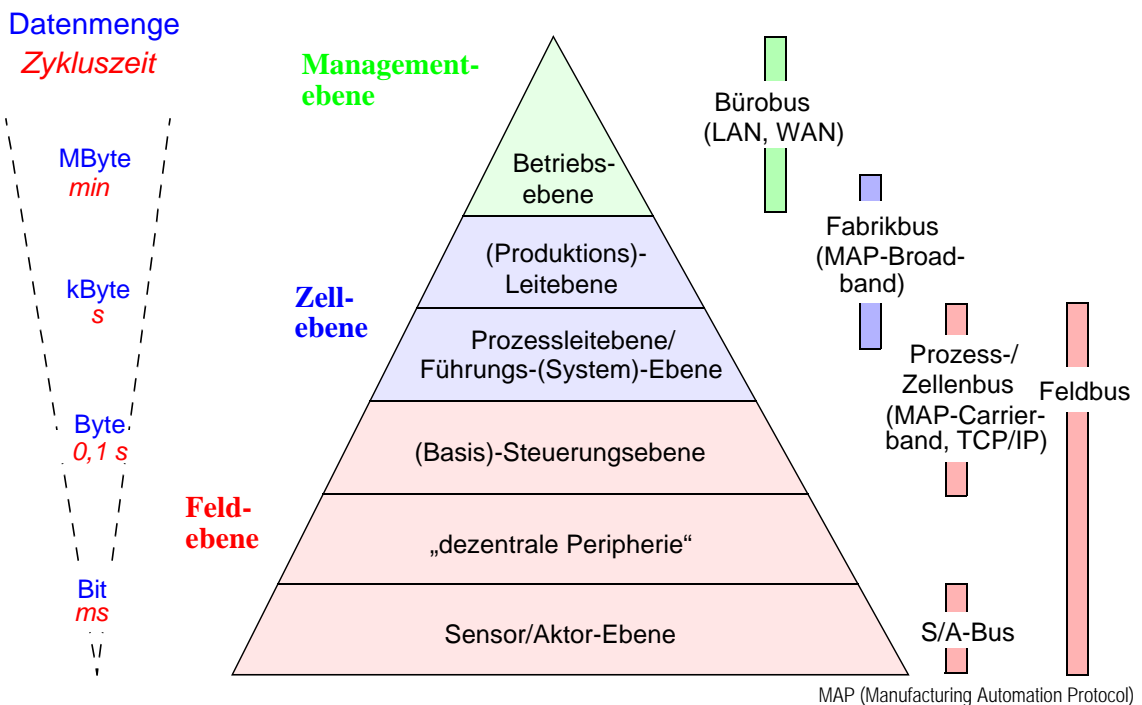 Datenmenge
Zykluszeit
MByte
min
kByte
s
Byte
0,1 s
Bit
ms
Management-
ebene
Zell-
ebene
Feld-
ebene
Betriebs-
ebene
(Produktions)-
Leitebene
Prozessleitebene/
Führungs-(System)-Ebene
(Basis)-Steuerungsebene
„dezentrale Peripherie“
Sensor/Aktor-Ebene
Bürobus
(LAN, WAN)
Fabrikbus
(MAP-Broad-
band)
Prozess-/
Zellenbus
(MAP-Carrier-
band, TCP/IP)
Feldbus
S/A-Bus
MAP (Manufacturing Automation Protocol)